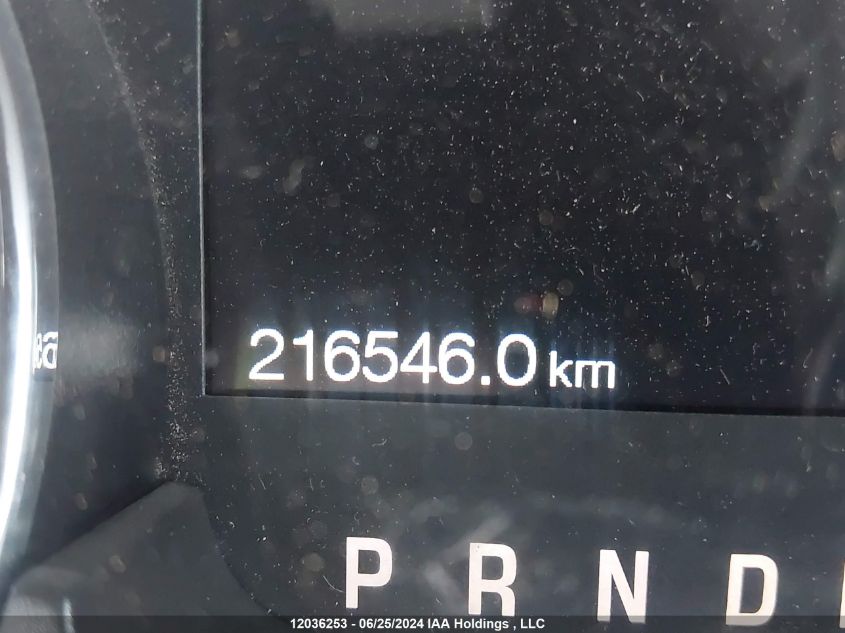 216546.0 km
P R N D
12036253 - 06/25/2024 IAA Holdings , LLC